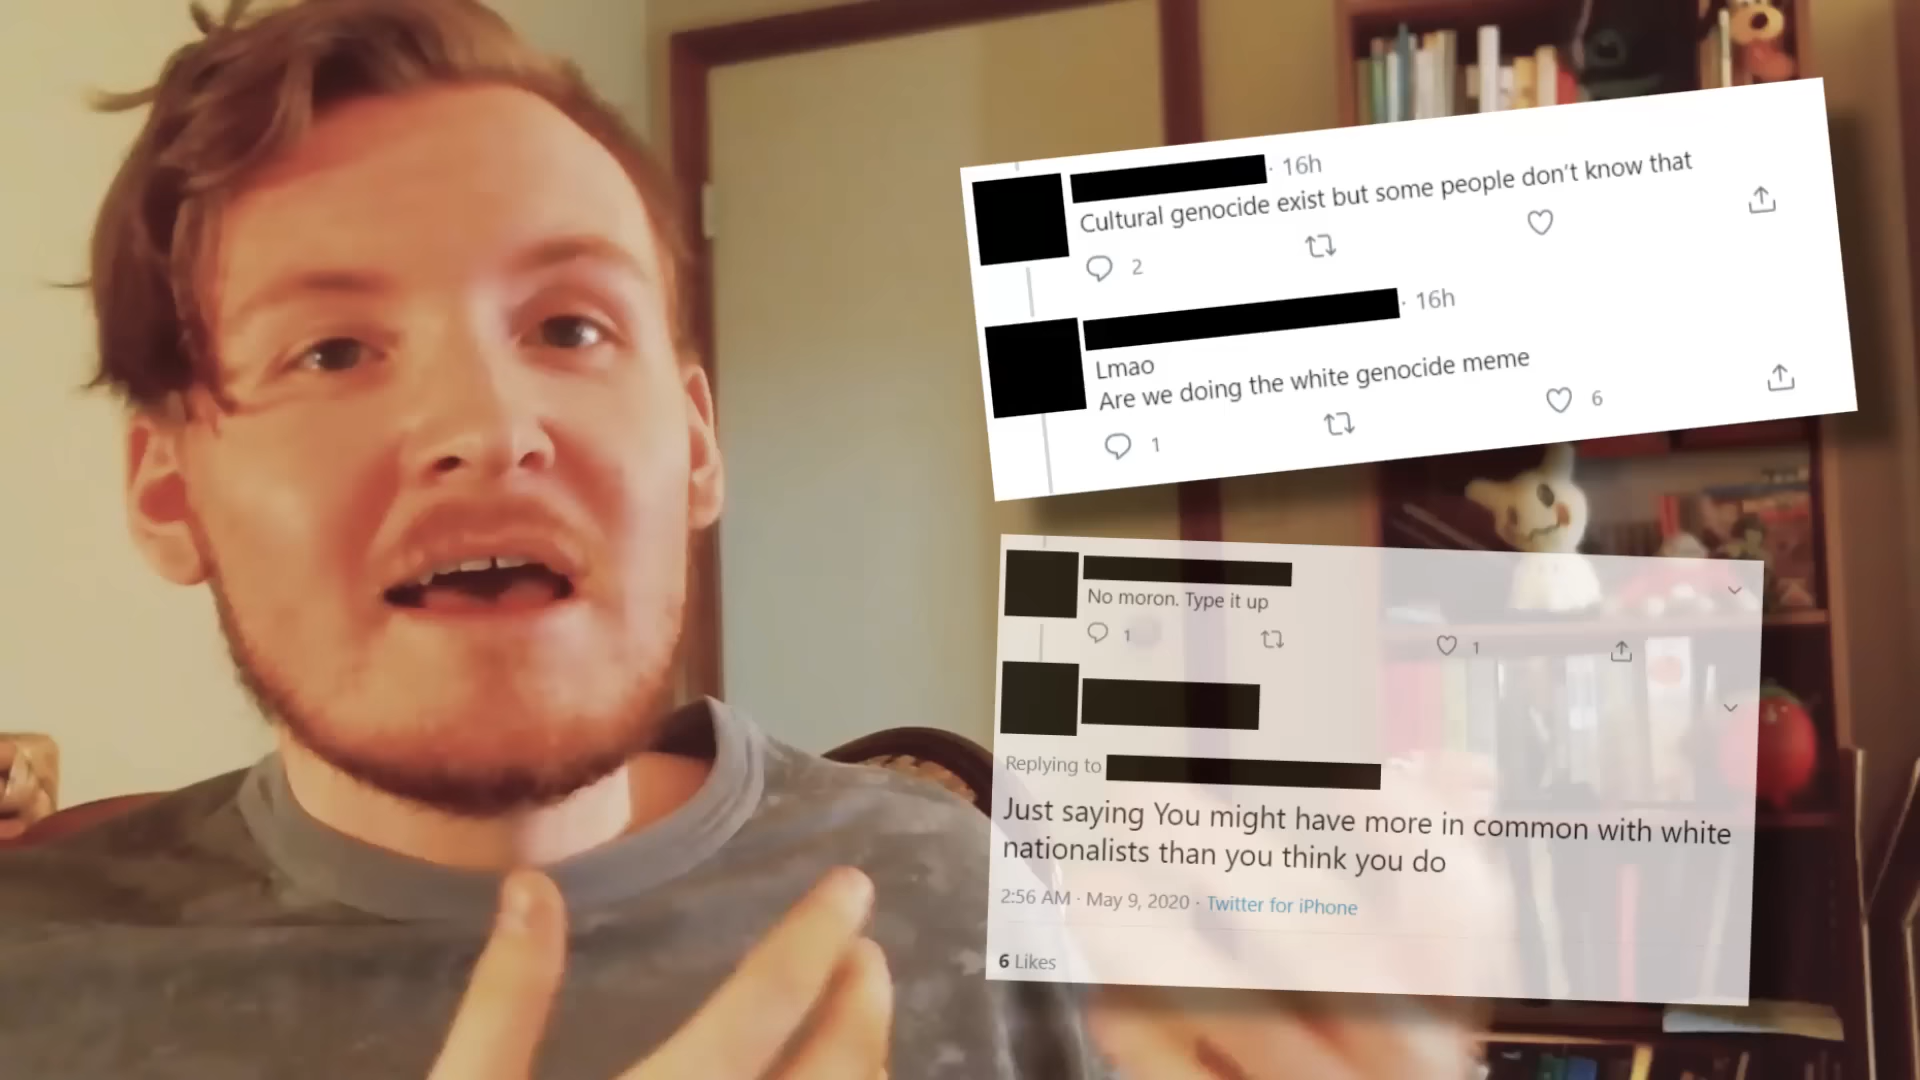 · 16h
Cultural genocide exist but some people don't know that
2
· 16h
Lmao
Are we doing the white genocide meme
1
6
No moron. Type it up
1
1
Replying to
Just saying You might have more in common with white
nationalists than you think you do
2:56 AM · May 9, 2020 · Twitter for iPhone
6 Likes